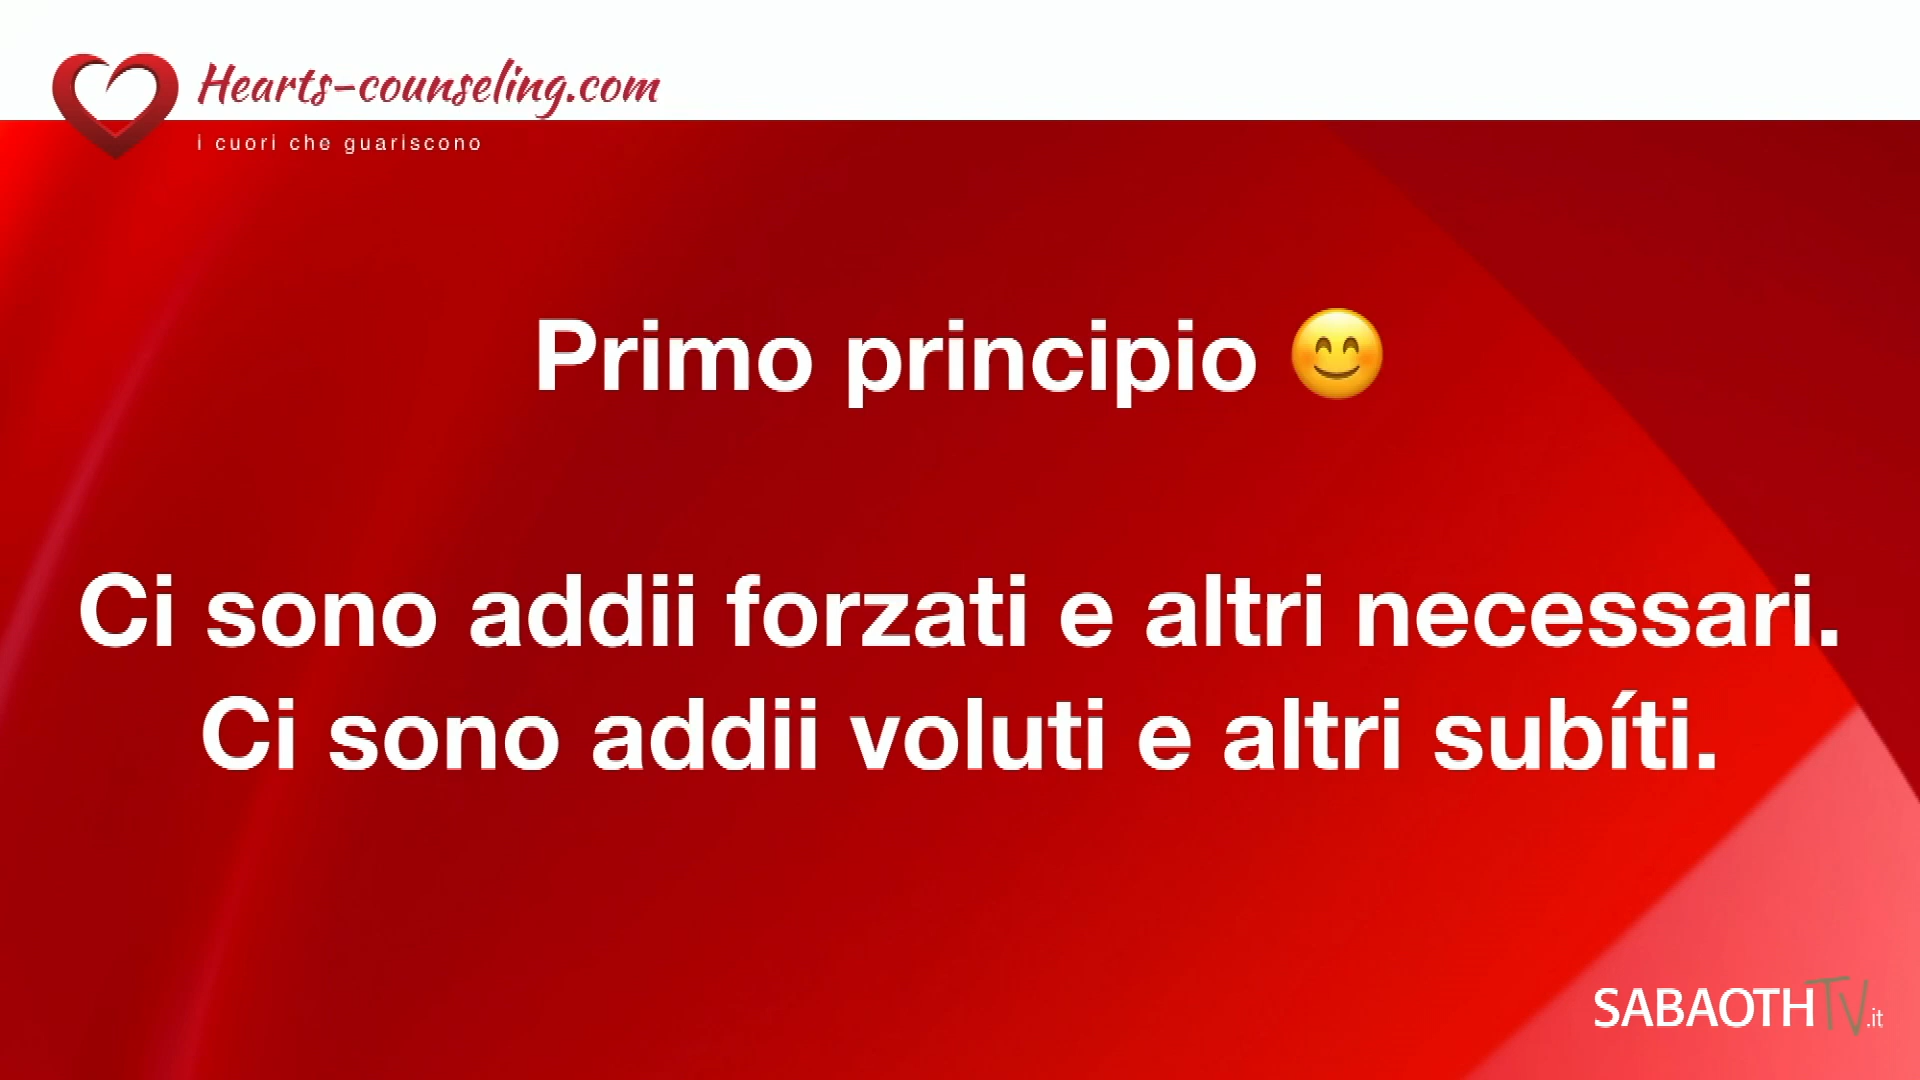 Hearts-counseling.com
i cuori che guariscono
Primo principio 😊
Ci sono addii forzati e altri necessari.
Ci sono addii voluti e altri subíti.
SABAOTHTV.it